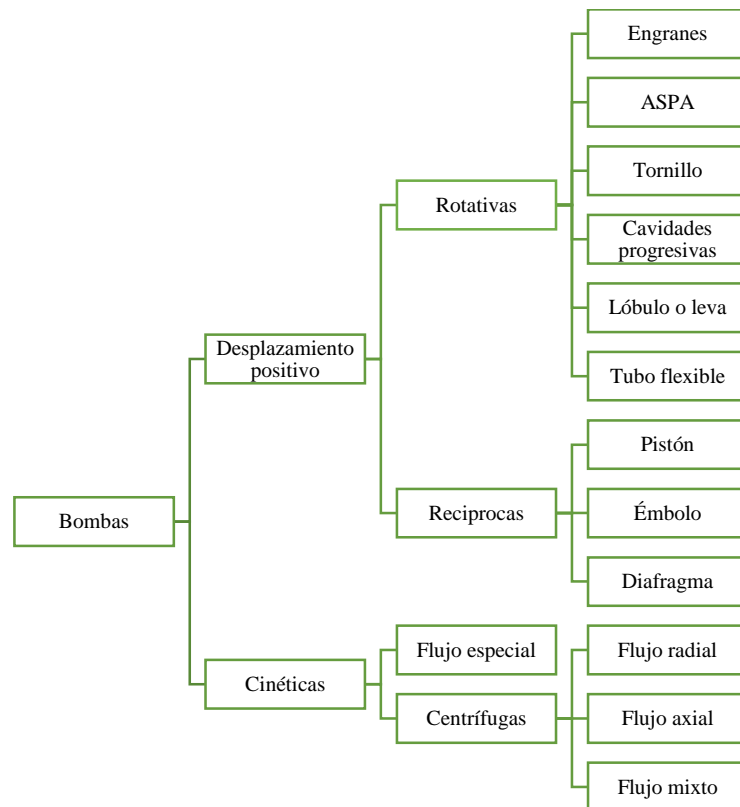 Engranes
ASPA
Tornillo
Rotativas
Cavidades
progresivas
Lóbulo o leva
Desplazamiento
positivo
Tubo flexible
Pistón
Bombas
Reciprocas
Émbolo
Diafragma
Flujo especial
Flujo radial
Cinéticas
Centrífugas
Flujo axial
Flujo mixto